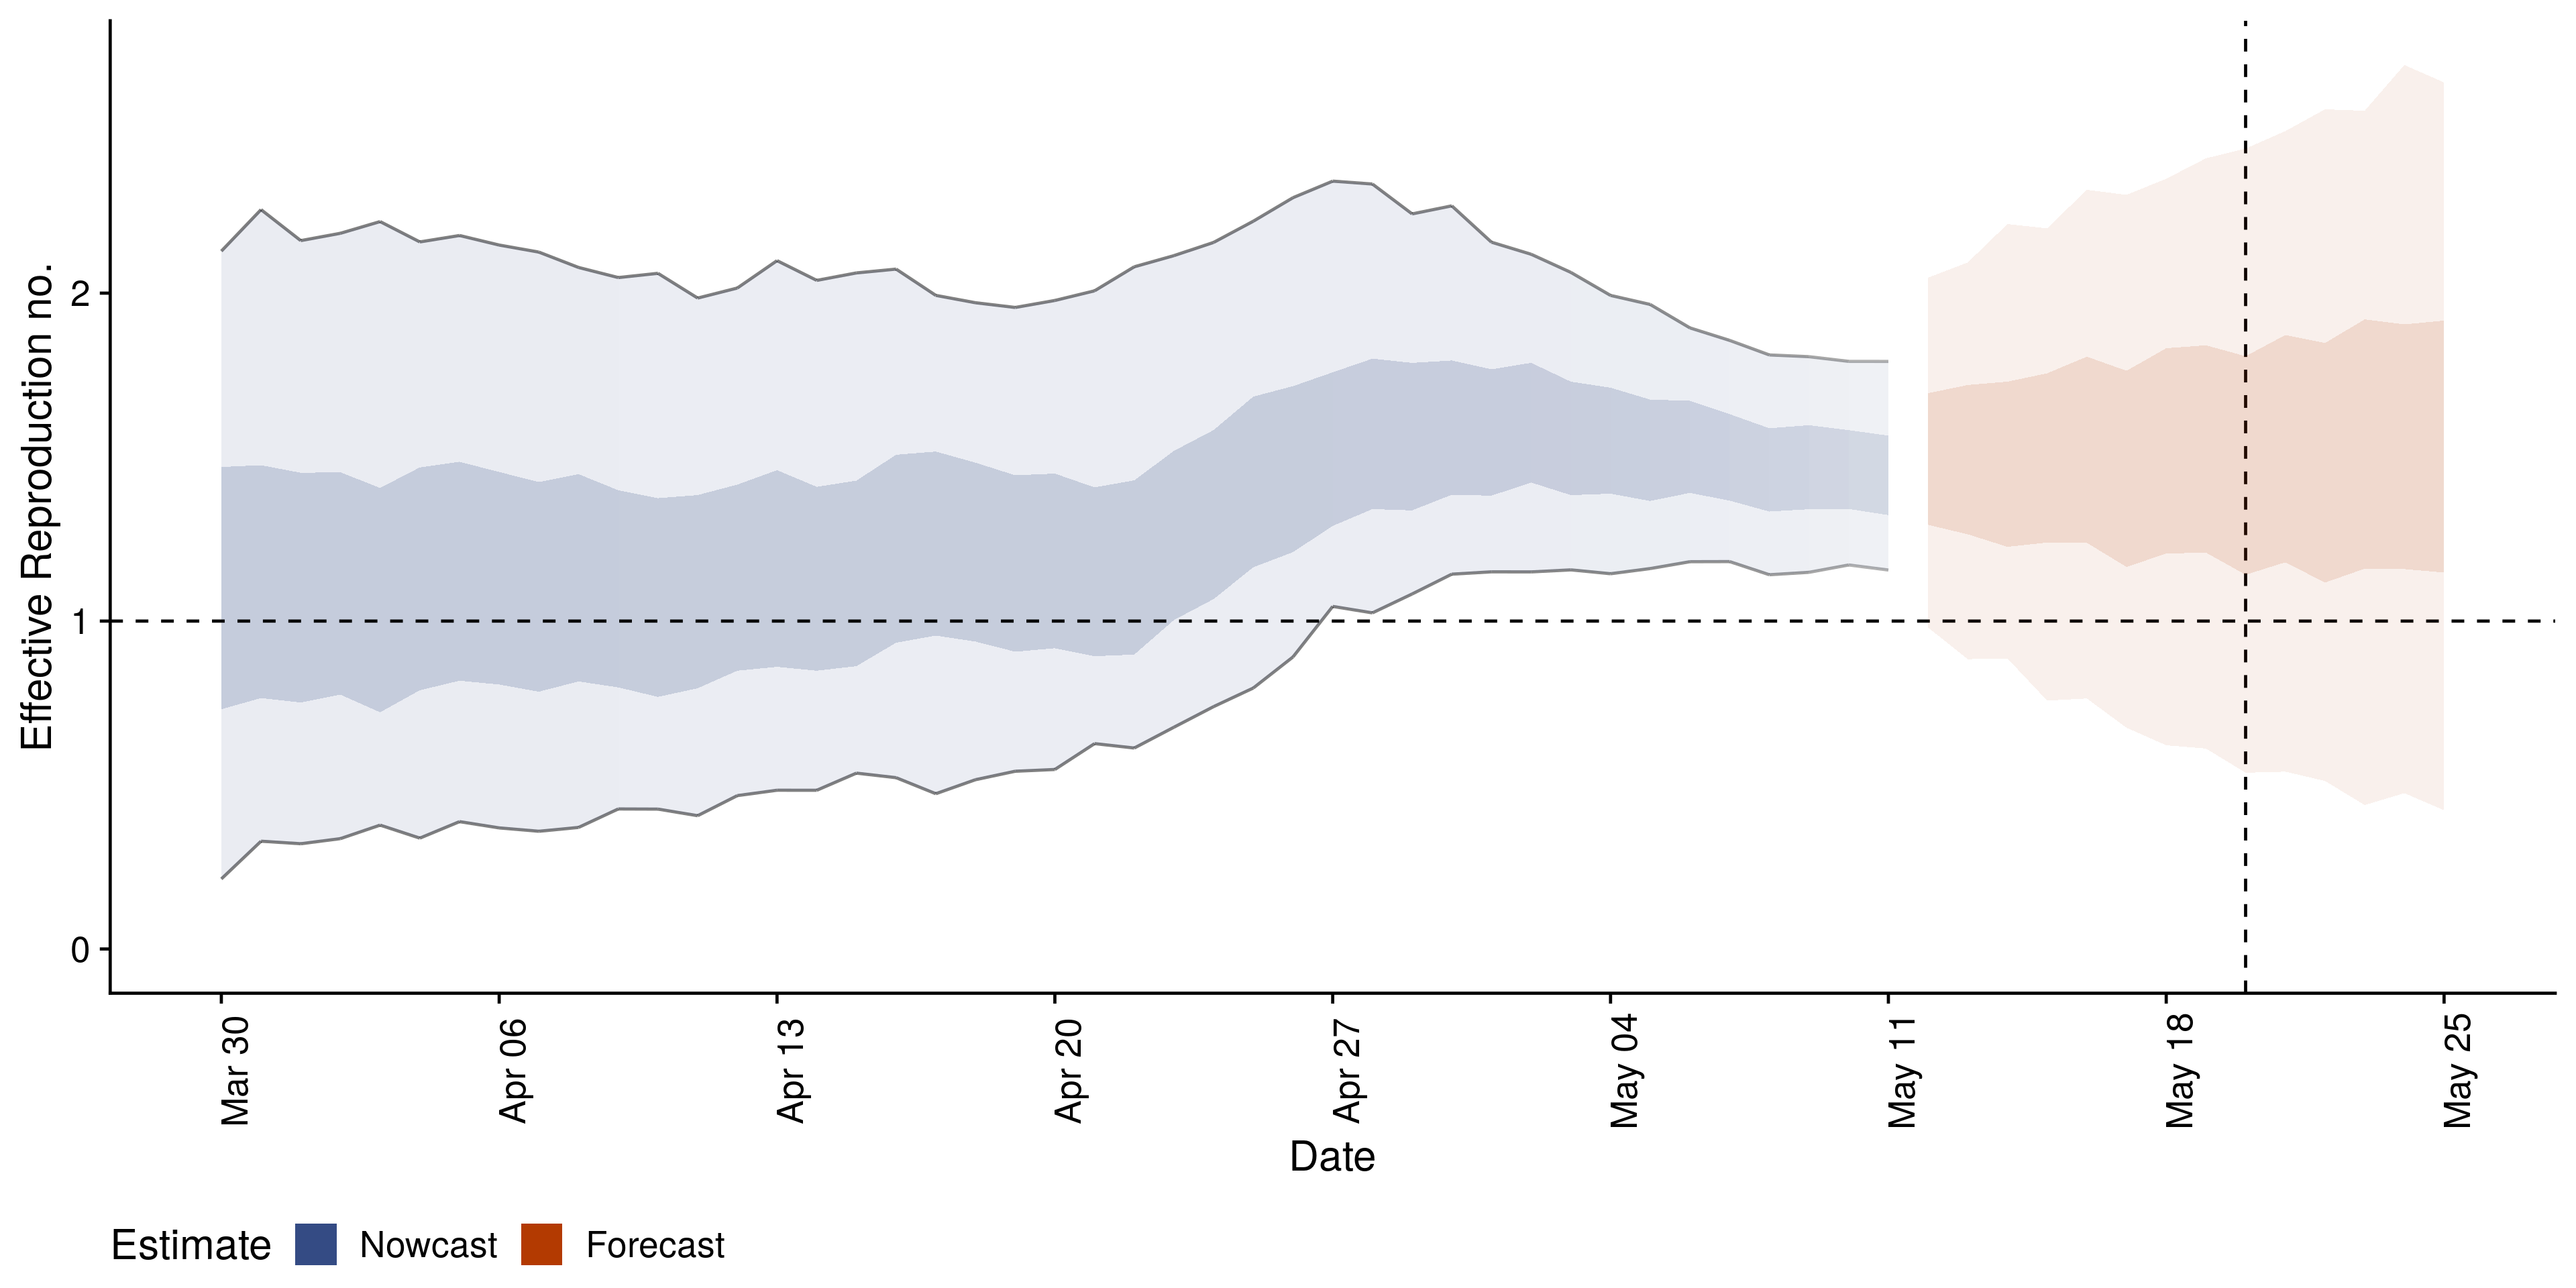 Effective Reproduction no.
2
1
0
Mar 30
Apr 06
Apr 13
Apr 20
Apr 27
May 04
May 11
May 18
May 25
Date
Estimate Nowcast Forecast